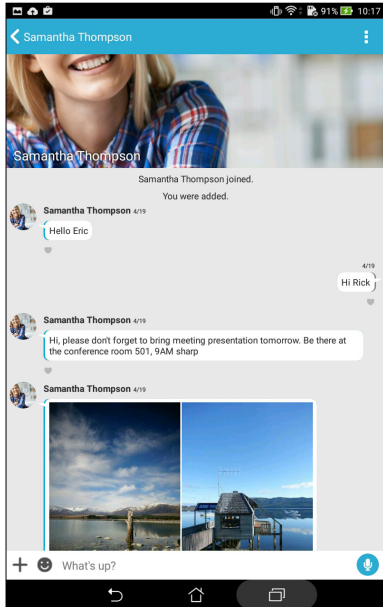 91% 10:17
Samantha Thompson
Samantha Thompson
Samantha Thompson joined.
You were added.
Samantha Thompson 4/19
Hello Eric
4/19
Hi Rick
Samantha Thompson 4/19
Hi, please don't forget to bring meeting presentation tomorrow. Be there at
the conference room 501, 9AM sharp
Samantha Thompson 4/19
What's up?